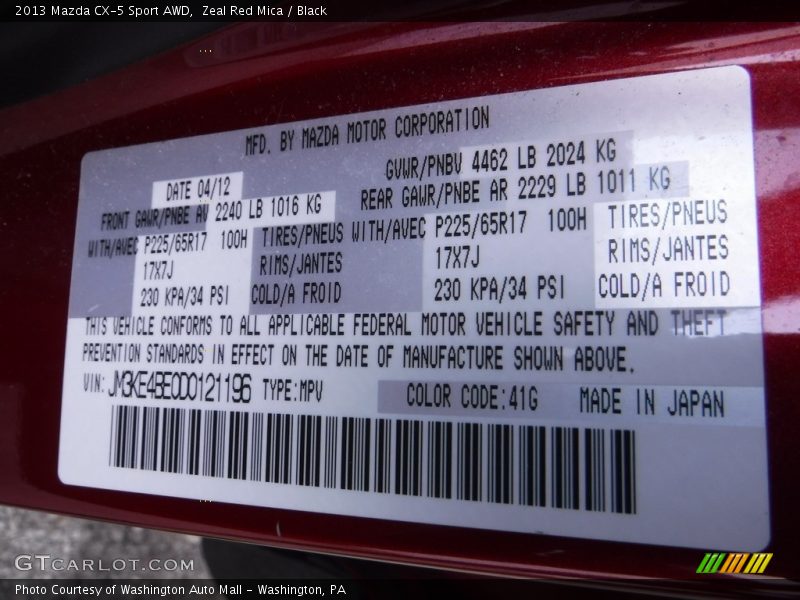 2013 Mazda CX-5 Sport AWD, Zeal Red Mica / Black
MFD. BY MAZDA MOTOR CORPORATION
DATE 04/12 GVWR/PNBV 4462 LB 2024 KG
FRONT GAWR/PNBE AV 2240 LB 1016 KG REAR GAWR/PNBE AR 2229 LB 1011 KG
WITH/AVEC P225/65R17 100H TIRES/PNEUS WITH/AVEC P225/65R17 100H TIRES/PNEUS
17X7J RIMS/JANTES 17X7J RIMS/JANTES
230 KPA/34 PSI COLD/A FROID 230 KPA/34 PSI COLD/A FROID
THIS VEHICLE CONFORMS TO ALL APPLICABLE FEDERAL MOTOR VEHICLE SAFETY AND THEFT
PREVENTION STANDARDS IN EFFECT ON THE DATE OF MANUFACTURE SHOWN ABOVE.
VIN: JM3KE4BE0D0121196 TYPE:MPV COLOR CODE:41G MADE IN JAPAN
GTCARLOT.COM
Photo Courtesy of Washington Auto Mall - Washington, PA